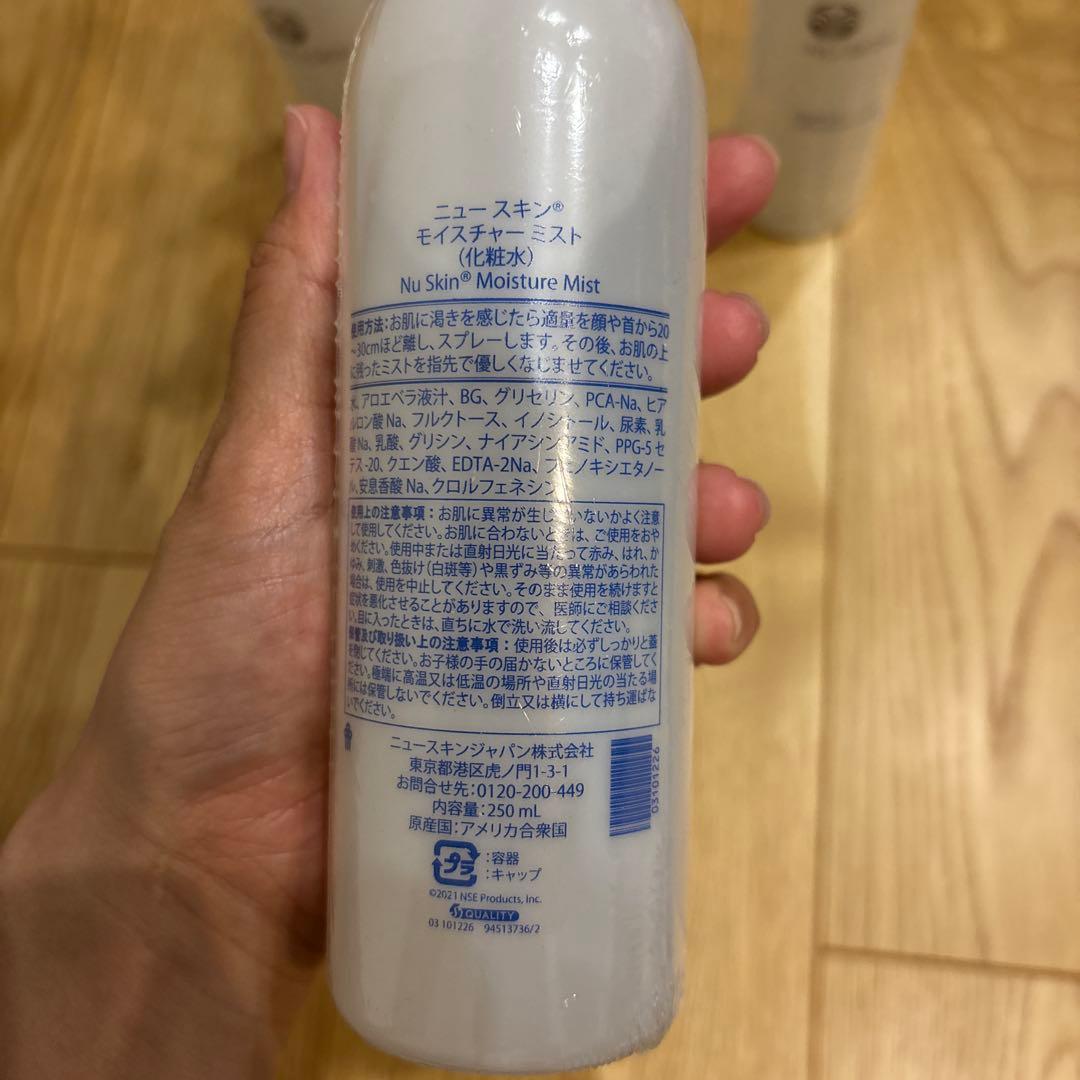 ニュー スキン®
モイスチャー ミスト
(化粧水)
Nu Skin® Moisture Mist
使用方法:お肌に渇きを感じたら適量を顔や首から20
~30cmほど離し、スプレーします。その後、お肌の上
に残ったミストを指先で優しくなじませてください。
水、アロエベラ液汁、BG、グリセリン、PCA-Na、ヒア
ルロン酸 Na、フルクトース、イノシトール、尿素、乳
酸 Na、乳酸、グリシン、ナイアシンアミド、PPG-5 セ
テス -20、クエン酸、EDTA-2Na、フェノキシエタノー
ル、安息香酸 Na、クロルフェネシン
使用上の注意事項:お肌に異常が生じていないかよく注意
して使用してください。お肌に合わないときは、ご使用をおや
めください。使用中または直射日光に当たって赤み、はれ、か
ゆみ、刺激、色抜け(白斑等)や黒ずみ等の異常があらわれた
場合は、使用を中止してください。そのまま使用を続けますと
症状を悪化させることがありますので、医師にご相談くださ
い。目に入ったときは、直ちに水で洗い流してください。
保管及び取り扱い上の注意事項:使用後は必ずしっかりと蓋
を閉じてください。お子様の手の届かないところに保管してく
ださい。極端に高温又は低温の場所や直射日光の当たる場
所には保管しないでください。倒立又は横にして持ち運ばな
いでください。
ニュースキンジャパン株式会社
東京都港区虎ノ門1-3-1
お問合せ先:0120-200-449
内容量:250 mL
原産国:アメリカ合衆国
プラ
:容器
:キャップ
©2021 NSE Products, Inc.
QUALITY
03 101226 94513736/2
03101226